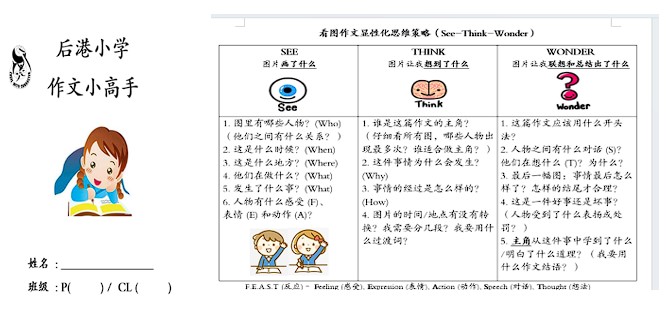 后港小学
作文小高手
姓名：
班级：P(      ) / CL (      )
看图作文显性化思维策略（See-Think-Wonder）
SEE
图片画了什么
See
1. 图里有哪些人物？(Who)
（他们之间有什么关系？）
2. 这是什么时候？(When)
3. 这是什么地方？(Where)
4. 他们在做什么？(What)
5. 发生了什么事？(What)
6. 人物有什么感受 (F)、
表情 (E) 和动作 (A)？
THINK
图片让我想到了什么
Think
1. 谁是这篇作文的主角？
（仔细看所有图，哪些人物出
现最多次？谁适合做主角？）
2. 这件事情为什么会发生？
(Why)
3. 事情的经过是怎么样的？
(How)
4. 图片的时间/地点有没有转
换？我需要分几段？我要用什
么过渡词？
WONDER
图片让我联想和总结出了什么
Wonder
1. 这篇作文应该用什么开头
法？
2. 人物之间有什么对话 (S)？
他们在想什么 (T)？为什么？
3. 最后一幅图：事情最后怎么
样了？怎样的结尾才合理？
4. 这是一件好事还是坏事？
（人物受到了什么表扬或处
罚？）
5. 主角从这件事中学到了什么
/明白了什么道理？（我要用
什么作文结语？）
F.E.A.S.T (反应) - Feeling (感受), Expression (表情), Action (动作), Speech (对话), Thought (想法)